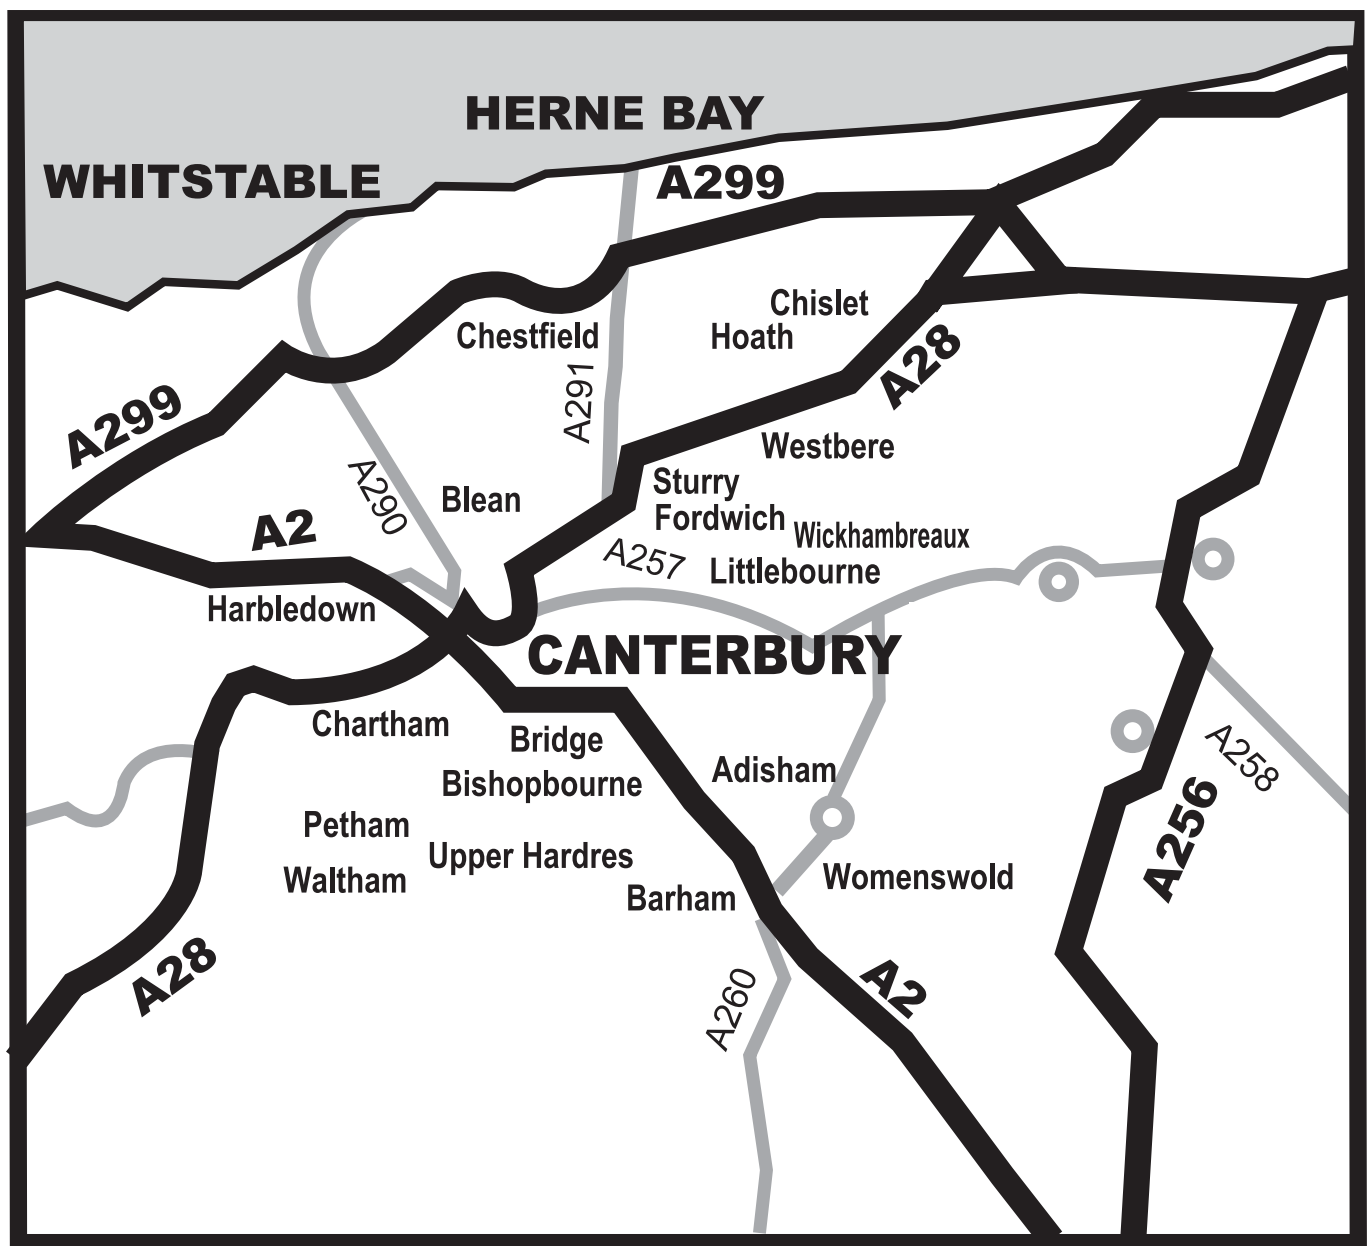 HERNE BAY
WHITSTABLE
A299
Chislet
Chestfield
Hoath
A28
A291
A299
Westbere
A290
Sturry
Blean
Fordwich
A2
Wickhambreaux
A257
Littlebourne
Harbledown
CANTERBURY
Chartham
Bridge
A258
Adisham
Bishopbourne
Petham
A256
Upper Hardres
Waltham
Womenswold
Barham
A28
A2
A260